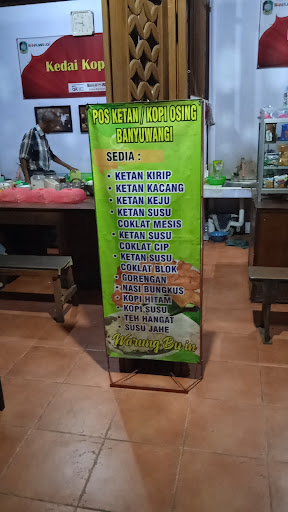 Kedai Kop
POS KETAN / KOPI OSING
BANYUWANGI
SEDIA :
• KETAN KIRIP
• KETAN KACANG
• KETAN KEJU
• KETAN SUSU
COKLAT MESIS
• KETAN SUSU
COKLAT CIP
• KETAN SUSU
COKLAT BLOK
• GORENGAN
• NASI BUNGKUS
• KOPI HITAM
• KOPI SUSU
• TEH HANGAT
• SUSU JAHE
Warung Bu in